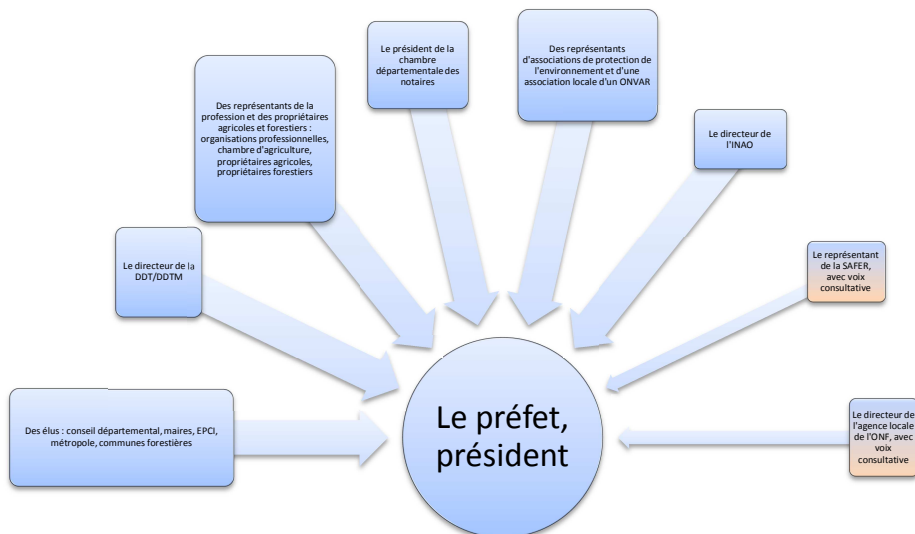 Le président de la
chambre
départementale des
notaires
Des représentants
d'associations de protection de
l'environnement et d'une
association locale d'un ONVAR
Des représentants de la
profession et des propriétaires
agricoles et forestiers :
organisations professionnelles,
chambre d'agriculture,
propriétaires agricoles,
propriétaires forestiers
Le directeur de
l'INAO
Le directeur de la
DDT/DDTM
Le représentant
de la SAFER,
avec voix
consultative
Des élus : conseil départemental, maires, EPCI,
métropole, communes forestières
Le préfet,
président
Le directeur de
l'agence locale
de l'ONF, avec
voix
consultative